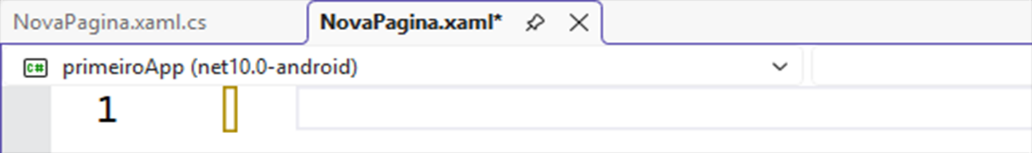 NovaPagina.xaml.cs NovaPagina.xaml*
C# primeiroApp (net10.0-android)
1